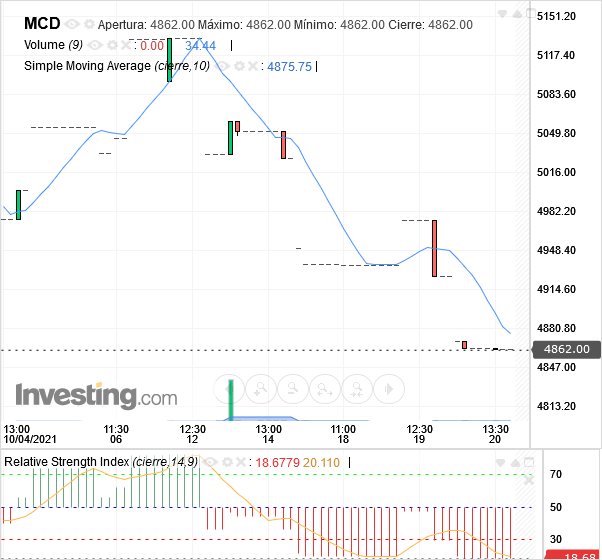 MCD Apertura: 4862.00 Máximo: 4862.00 Mínimo: 4862.00 Cierre: 4862.00
Volume (9) : 0.00 34.44
Simple Moving Average (cierre,10) : 4875.75
5151.20
5117.40
5083.60
5049.80
5016.00
4982.20
4948.40
4914.60
4880.80
4862.00
4847.00
4813.20
Investing.com
13:00 11:30 12:30 13:00 11:00 12:30 13:30
10/04/2021 06 12 14 18 19 20
Relative Strength Index (cierre,14,9) : 18.6779 20.110
70
50
30
18.68